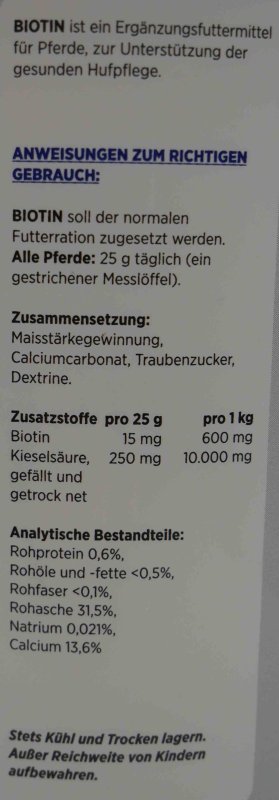 BIOTIN ist ein Ergänzungsfuttermittel
für Pferde, zur Unterstützung der
gesunden Hufpflege.
ANWEISUNGEN ZUM RICHTIGEN
GEBRAUCH:
BIOTIN soll der normalen
Futterration zugesetzt werden.
Alle Pferde: 25 g täglich (ein
gestrichener Messlöffel).
Zusammensetzung:
Maisstärkegewinnung,
Calciumcarbonat, Traubenzucker,
Dextrine.
Zusatzstoffe pro 25 g pro 1 kg
Biotin 15 mg 600 mg
Kieselsäure, 250 mg 10.000 mg
gefällt und
getrock net
Analytische Bestandteile:
Rohprotein 0,6%,
Rohöle und -fette <0,5%,
Rohfaser <0,1%,
Rohasche 31,5%,
Natrium 0,021%,
Calcium 13,6%
Stets Kühl und Trocken lagern.
Außer Reichweite von Kindern
aufbewahren.